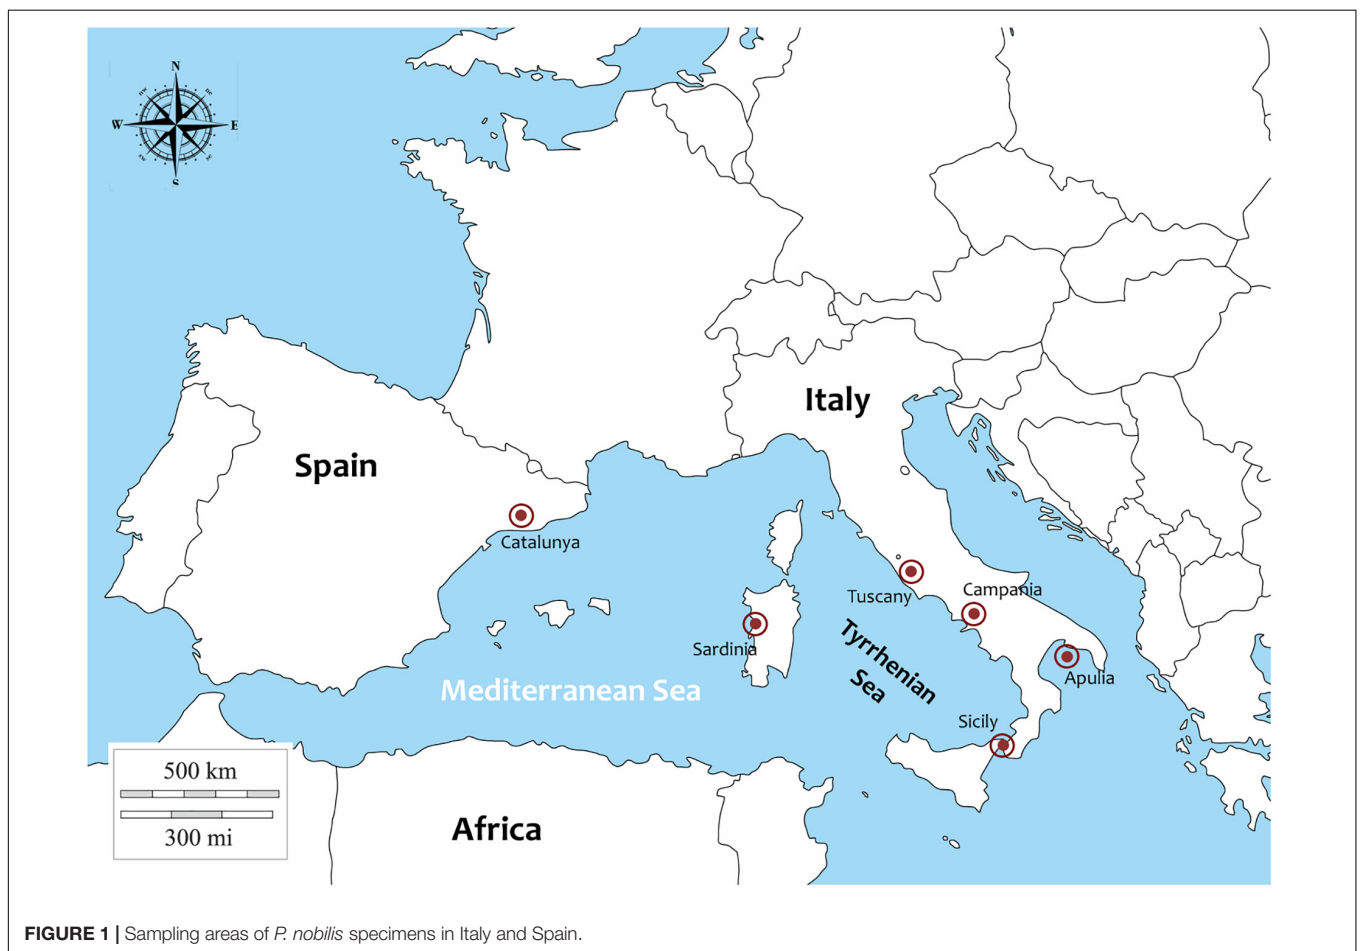 N
W
E
S
Italy
Spain
Catalunya
Tuscany
Campania
Sardinia
Tyrrhenian
Sea
Apulia
Mediterranean Sea
Sicily
500 km
300 mi
Africa
FIGURE 1 | Sampling areas of P. nobilis specimens in Italy and Spain.